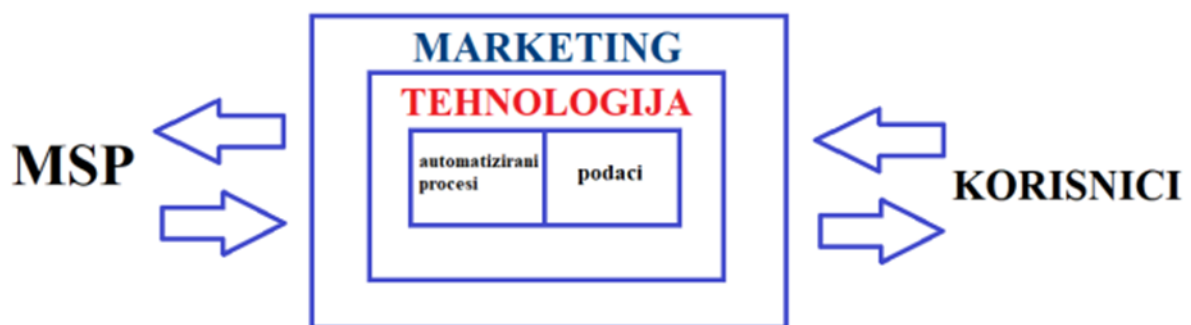 MARKETING
TEHNOLOGIJA
MSP
automatizirani
procesi
podaci
KORISNICI